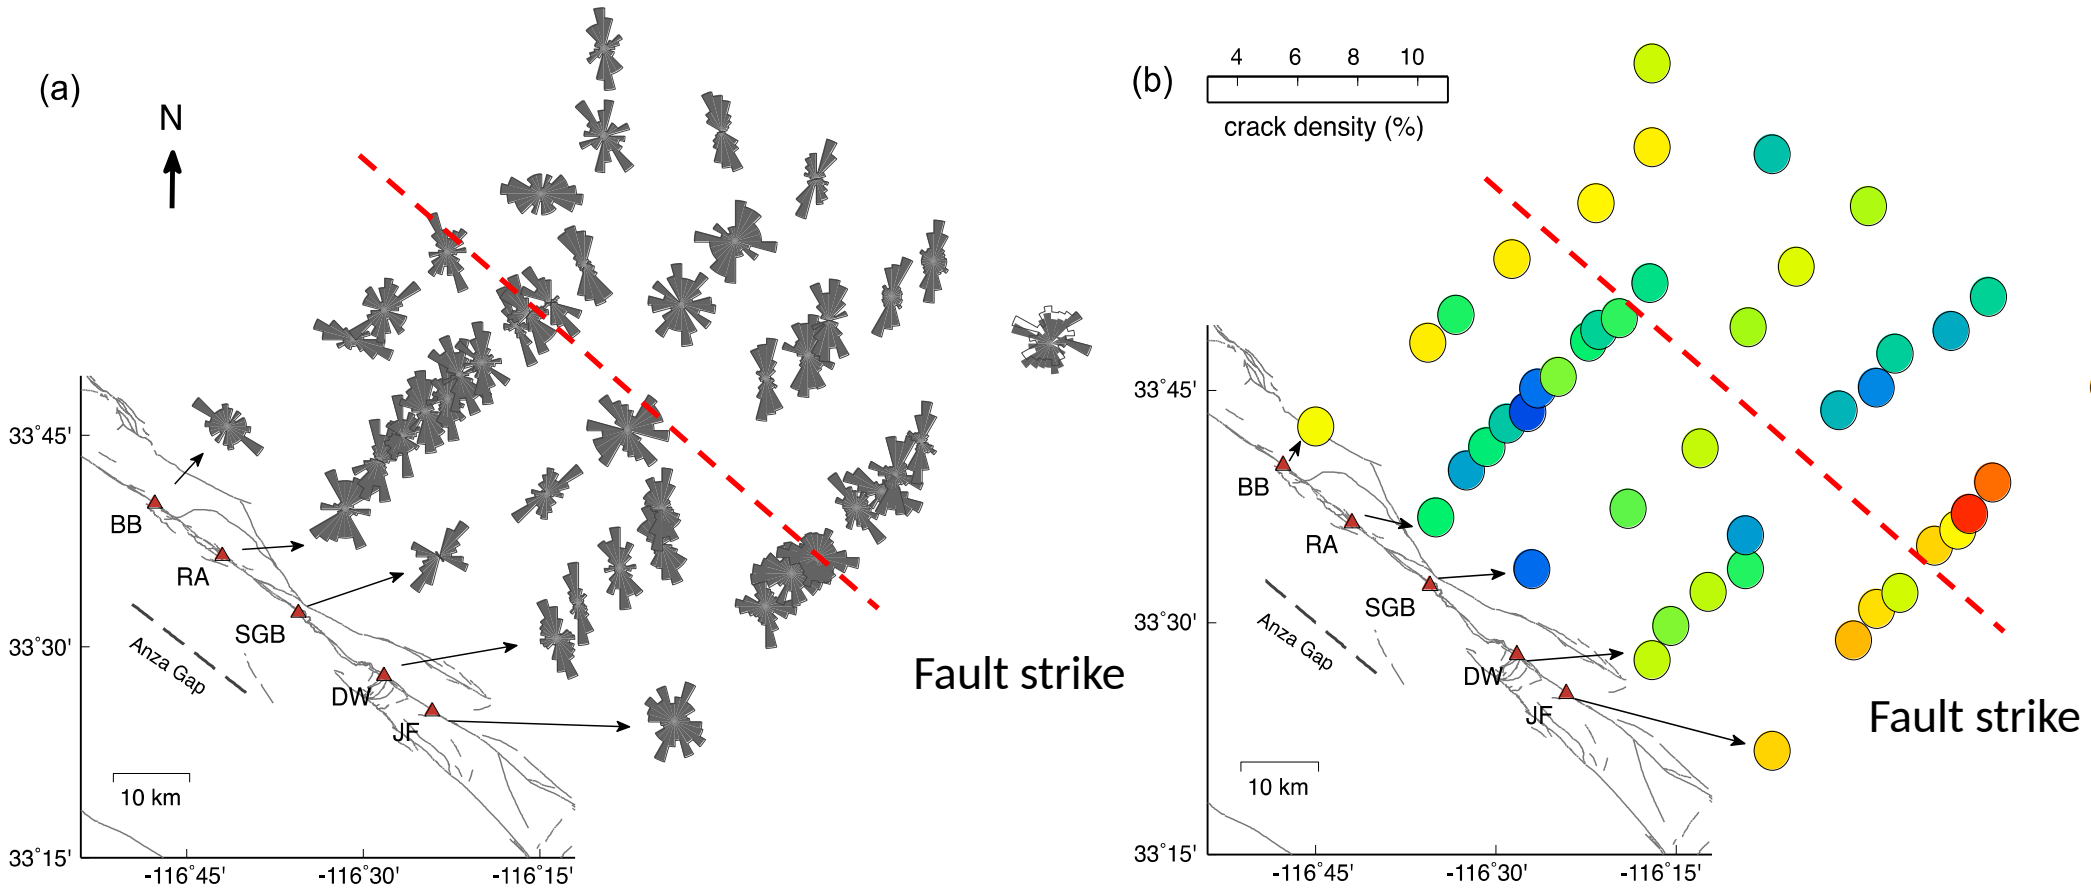 (a)
N
BB
RA
SGB
DW
JF
Anza Gap
10 km
33°45'
33°30'
33°15'
-116°45'
-116°30'
-116°15'
Fault strike
(b)
4 6 8 10
crack density (%)
BB
RA
SGB
DW
JF
Anza Gap
10 km
33°45'
33°30'
33°15'
-116°45'
-116°30'
-116°15'
Fault strike